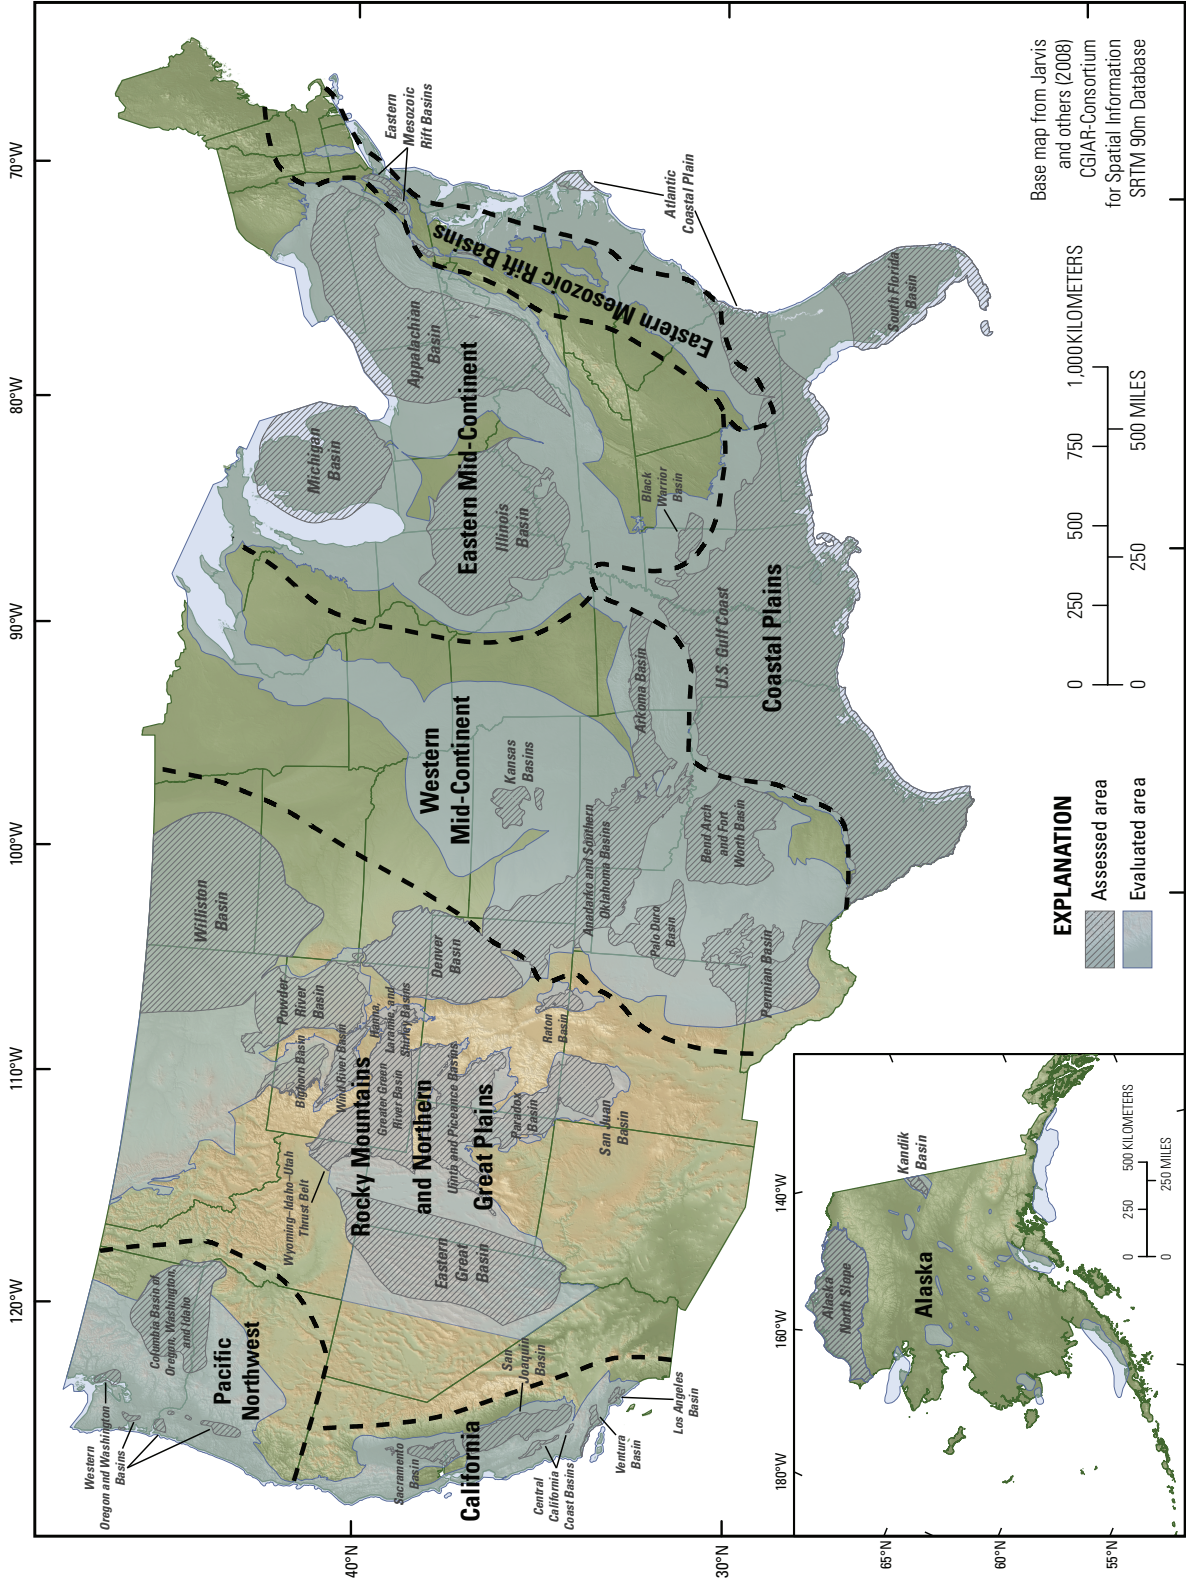 120°W
110°W
100°W
90°W
80°W
70°W
40°N
30°N
Western
Oregon and Washington
Basins
Columbia Basin of
Oregon, Washington,
and Idaho
Pacific
Northwest
Wyoming–Idaho–Utah
Thrust Belt
Bighorn Basin
Powder
River
Basin
Williston
Basin
Wind River Basin
Hanna,
Laramie, and
Shirley Basins
Rocky Mountains
and Northern
Great Plains
Greater Green
River Basin
Uinta and Piceance Basins
Denver
Basin
Eastern
Great
Basin
Paradox
Basin
San Juan
Basin
Raton
Basin
Sacramento
Basin
California
San
Joaquin
Basin
Central
California
Coast Basins
Ventura
Basin
Los Angeles
Basin
Western
Mid-Continent
Kansas
Basins
Anadarko and Southern
Oklahoma Basins
Palo Duro
Basin
Permian Basin
Bend Arch
and Fort
Worth Basin
Arkoma Basin
Eastern Mid-Continent
Michigan
Basin
Illinois
Basin
Appalachian
Basin
Black
Warrior
Basin
Eastern
Mesozoic
Rift Basins
Eastern Mesozoic Rift Basins
Atlantic
Coastal Plain
U.S. Gulf Coast
Coastal Plains
South Florida
Basin
180°W
160°W
140°W
65°N
60°N
55°N
Alaska
North Slope
Alaska
Kandik
Basin
0 250 500 KILOMETERS
0 250 MILES
EXPLANATION
Assessed area
Evaluated area
0 250 500 750 1,000 KILOMETERS
0 250 500 MILES
Base map from Jarvis
and others (2008)
CGIAR-Consortium
for Spatial Information
SRTM 90m Database